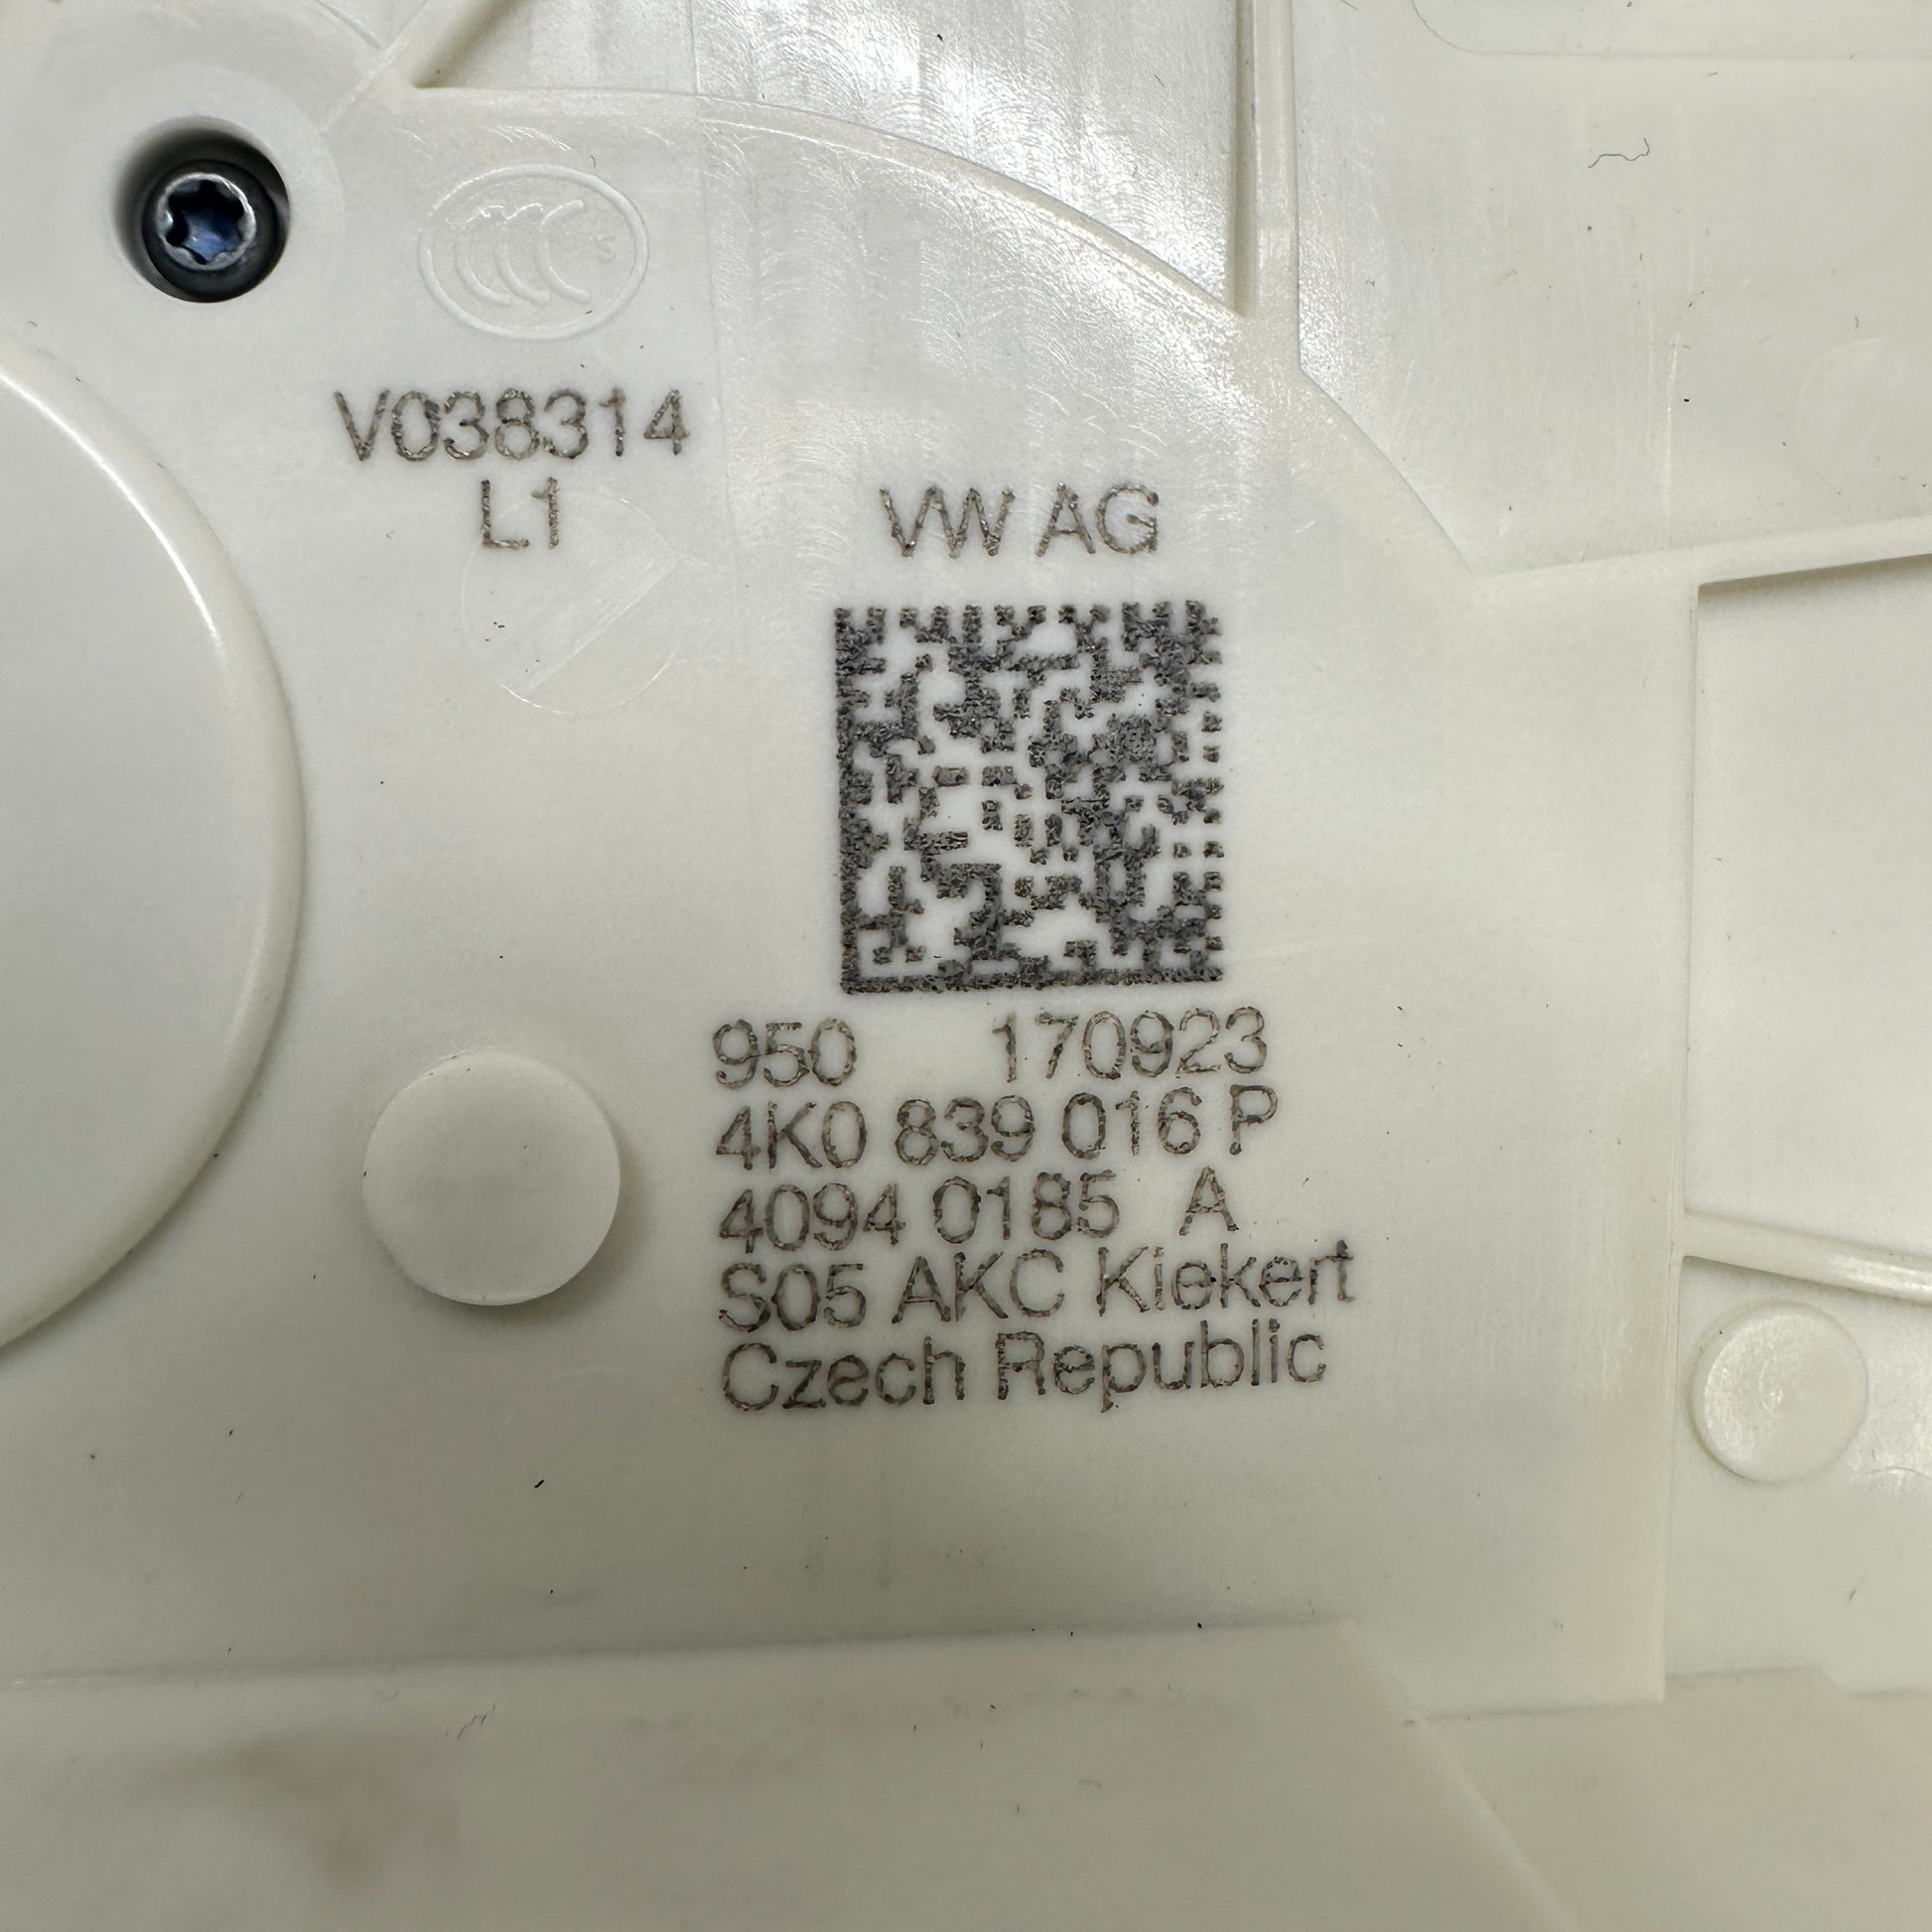 V038314
L1
VW AG
950 170923
4K0 839 016 P
4094 0185 A
S05 AKC Kiekert
Czech Republic